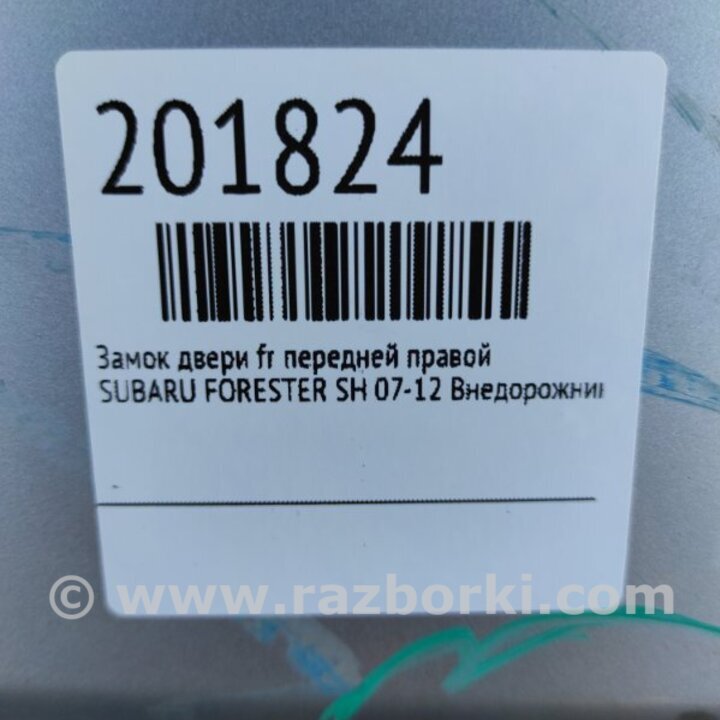 201824
Замок двери fr передней правой
SUBARU FORESTER SH 07-12 Внедорожни
© www.razborki.com